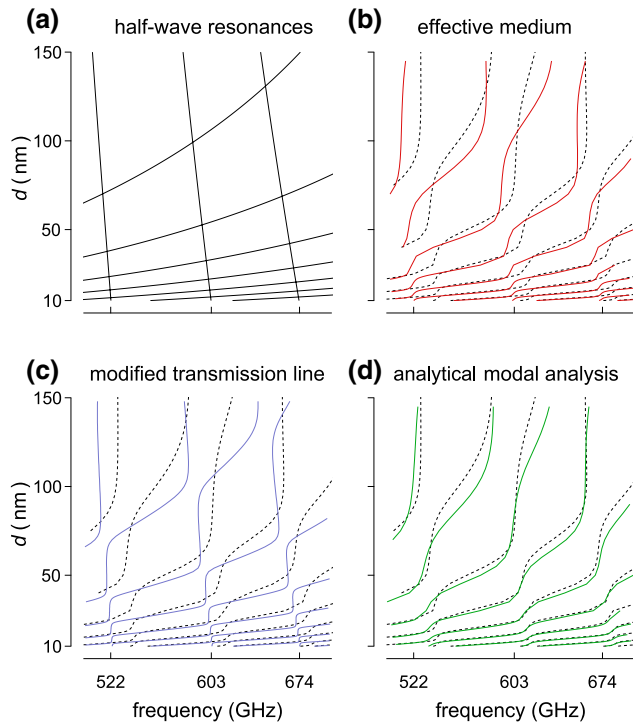 (a) half-wave resonances
(b) effective medium
150
100
50
10
d (nm)
(c) modified transmission line
(d) analytical modal analysis
150
100
50
10
d (nm)
522 603 674
522 603 674
frequency (GHz)
frequency (GHz)